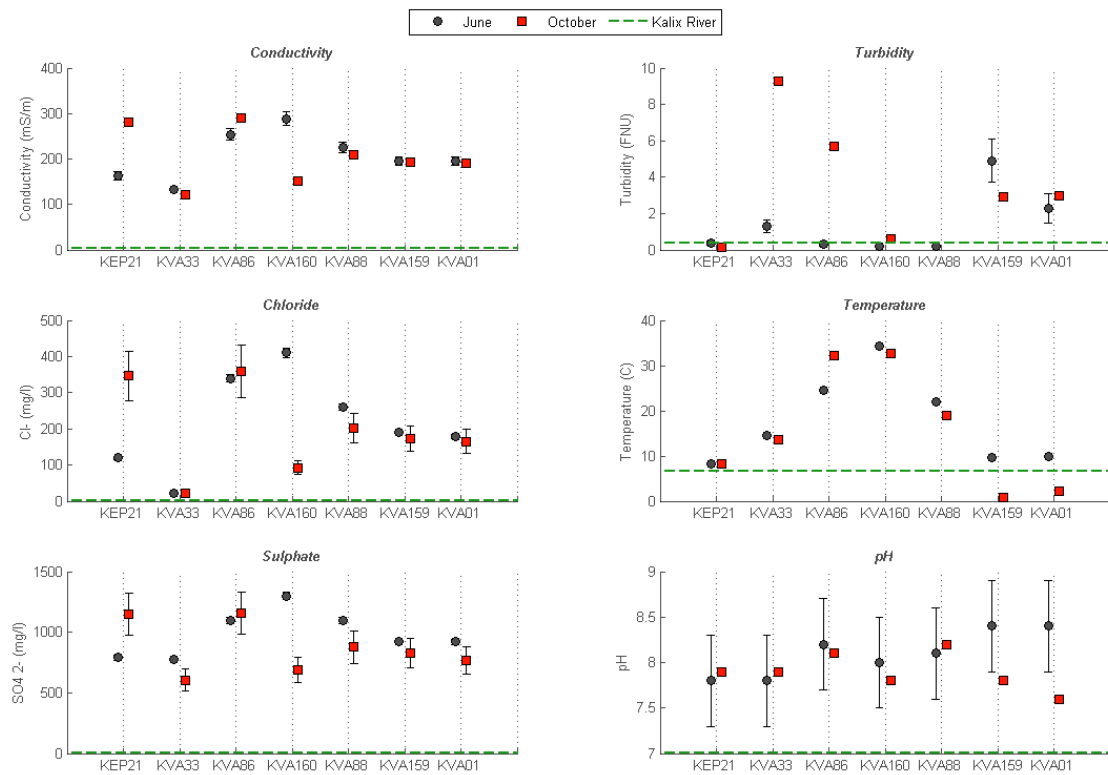 June October Kalix River
Conductivity
Conductivity (mS/m)
400
300
200
100
0
KEP21 KVA33 KVA86 KVA160 KVA88 KVA159 KVA01
Turbidity
Turbidity (FNU)
10
8
6
4
2
0
KEP21 KVA33 KVA86 KVA160 KVA88 KVA159 KVA01
Chloride
Cl- (mg/l)
500
400
300
200
100
0
KEP21 KVA33 KVA86 KVA160 KVA88 KVA159 KVA01
Temperature
Temperature (C)
40
30
20
10
0
KEP21 KVA33 KVA86 KVA160 KVA88 KVA159 KVA01
Sulphate
SO4 2- (mg/l)
1500
1000
500
0
KEP21 KVA33 KVA86 KVA160 KVA88 KVA159 KVA01
pH
pH
9
8.5
8
7.5
7
KEP21 KVA33 KVA86 KVA160 KVA88 KVA159 KVA01